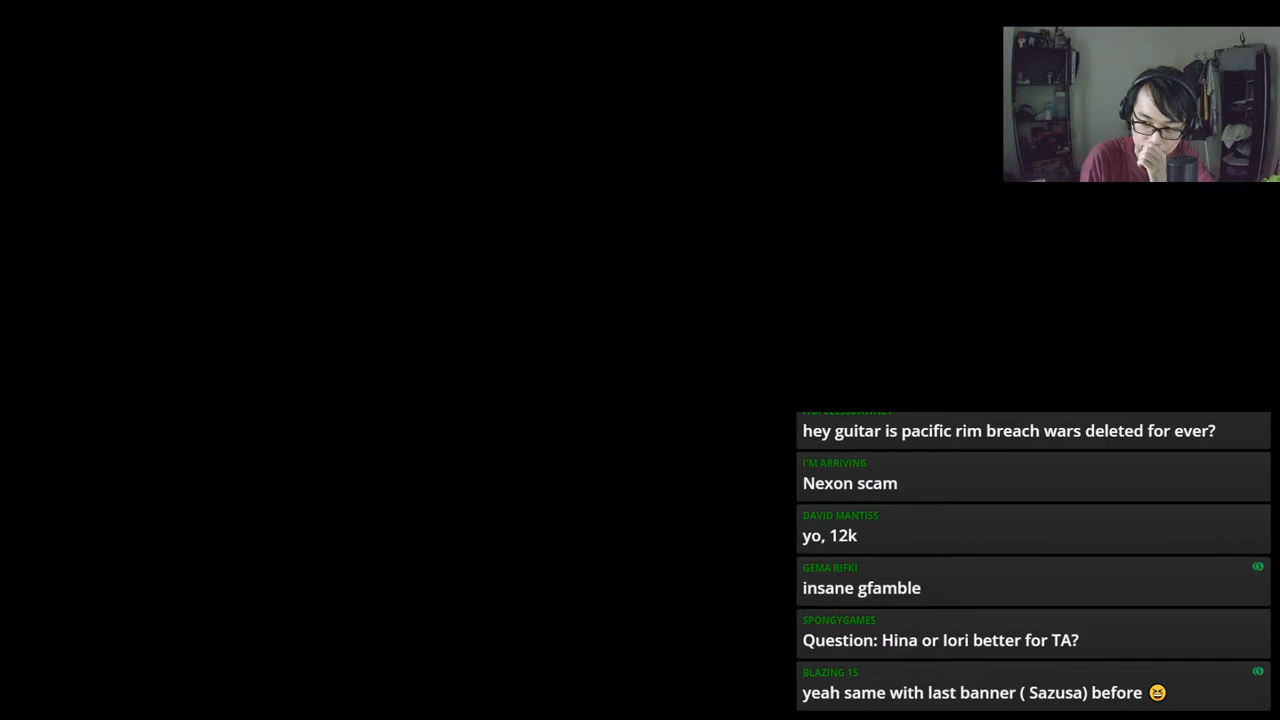 hey guitar is pacific rim breach wars deleted for ever?
I'M ARRIVING
Nexon scam
DAVID MANTISS
yo, 12k
GEMA RIFKI
insane gfamble
SPONGYGAMES
Question: Hina or Iori better for TA?
BLAZING 15
yeah same with last banner ( Sazusa) before 😆